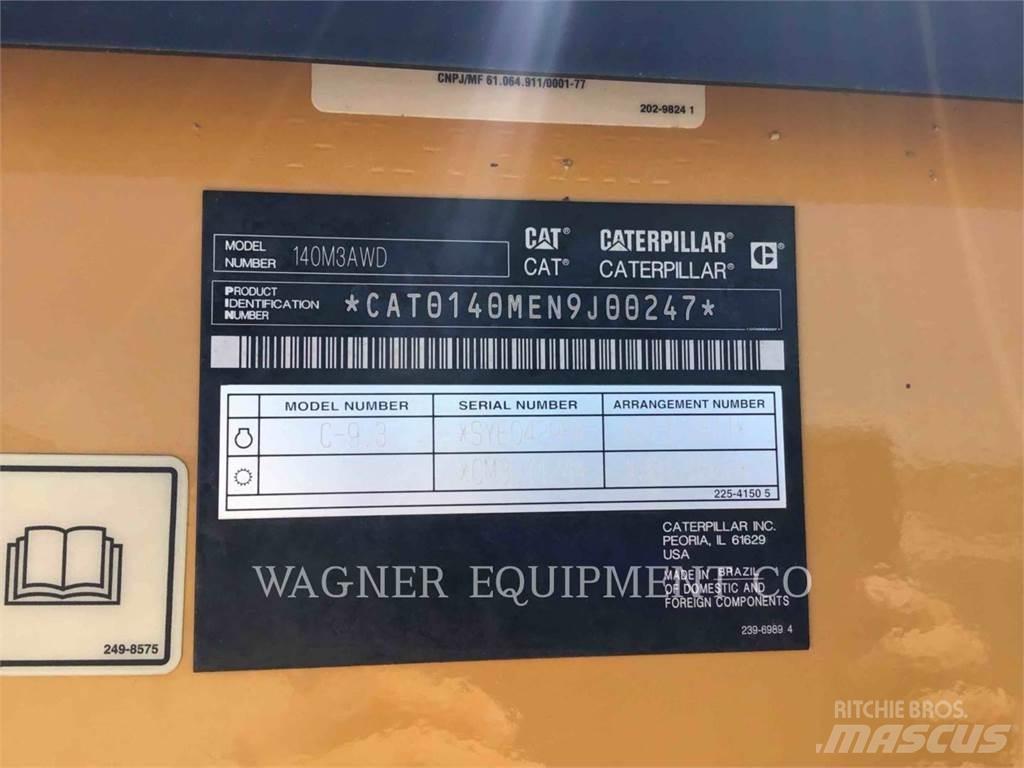 CNPJ/MF 61.064.911/0001-77
202-9824 1
MODEL NUMBER 140M3AWD
CAT® CATERPILLAR®
CAT® CATERPILLAR®
PRODUCT IDENTIFICATION NUMBER *CAT0140MEN9J00247*
MODEL NUMBER SERIAL NUMBER ARRANGEMENT NUMBER
C-9.3
225-4150 5
CATERPILLAR INC.
PEORIA, IL 61629
USA
MADE IN BRAZIL
OF DOMESTIC AND
FOREIGN COMPONENTS
239-6989 4
249-8575
WAGNER EQUIPMENT CO
RITCHIE BROS.
MASCUS